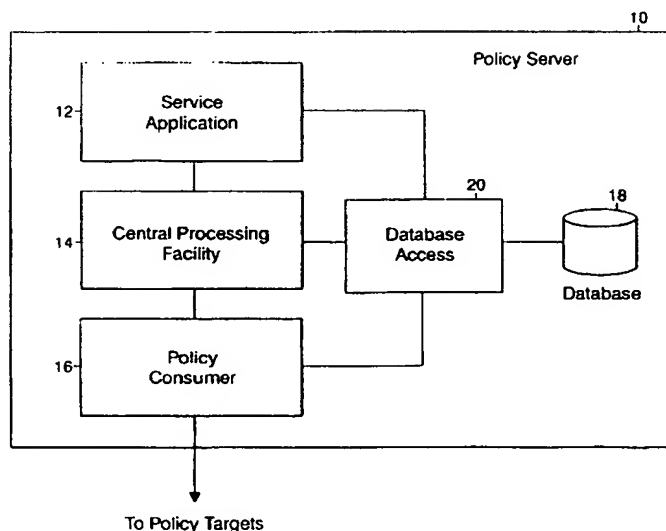 10
Policy Server
12
Service
Application
20
18
14
Central Processing
Facility
Database
Access
Database
16
Policy
Consumer
To Policy Targets